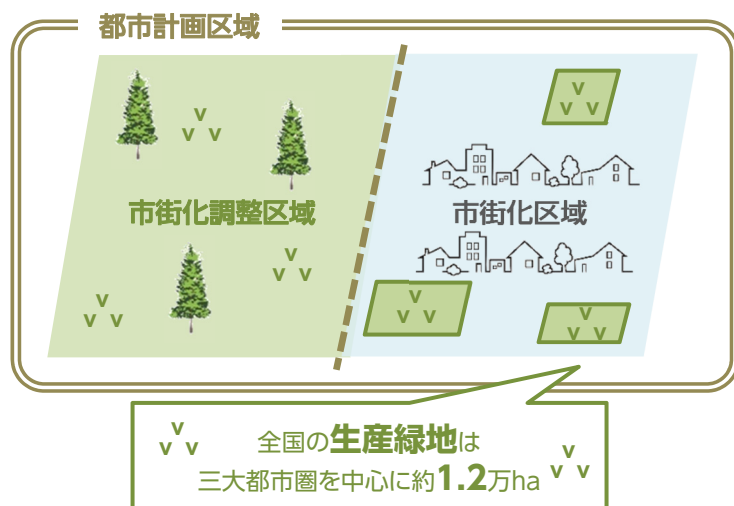 都市計画区域
市街化調整区域
市街化区域
全国の生産緑地は
三大都市圏を中心に約1.2万ha